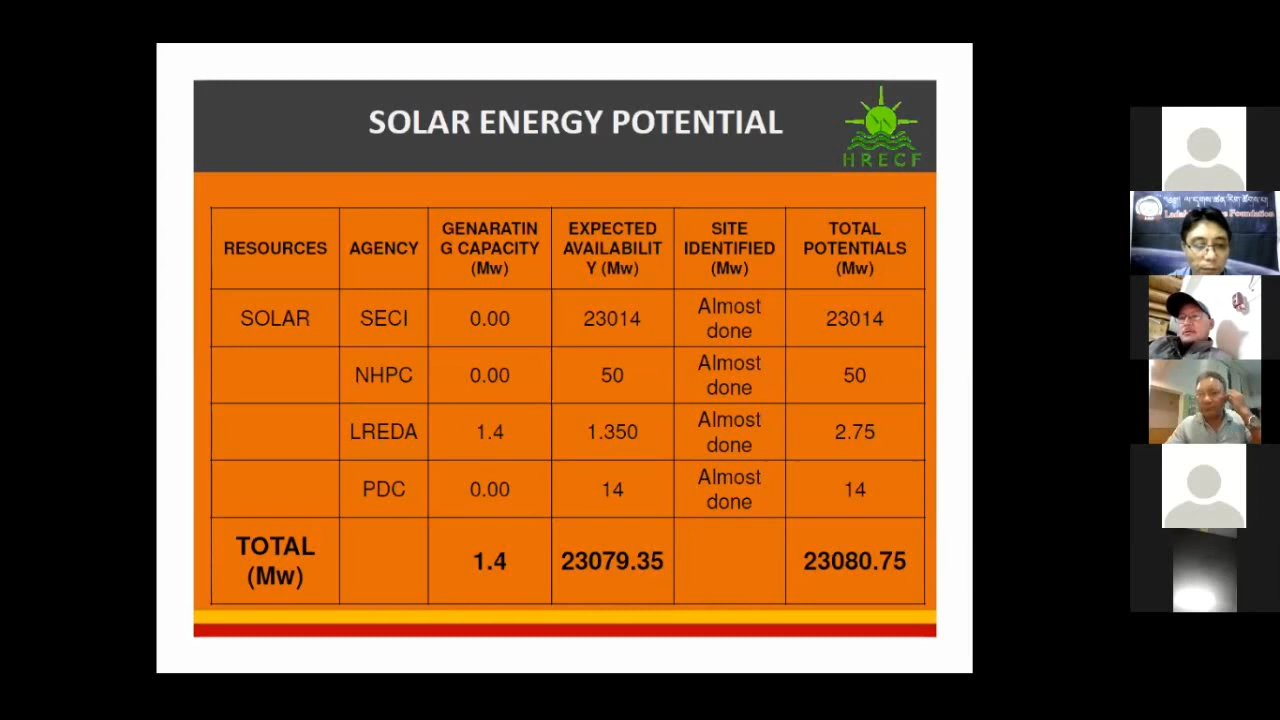 SOLAR ENERGY POTENTIAL
HRECF
RESOURCES
AGENCY
GENARATIN
G CAPACITY
(Mw)
EXPECTED
AVAILABILIT
Y (Mw)
SITE
IDENTIFIED
(Mw)
TOTAL
POTENTIALS
(Mw)
SOLAR
SECI
0.00
23014
Almost
done
23014
NHPC
0.00
50
Almost
done
50
LREDA
1.4
1.350
Almost
done
2.75
PDC
0.00
14
Almost
done
14
TOTAL
(Mw)
1.4
23079.35
23080.75
Foundation